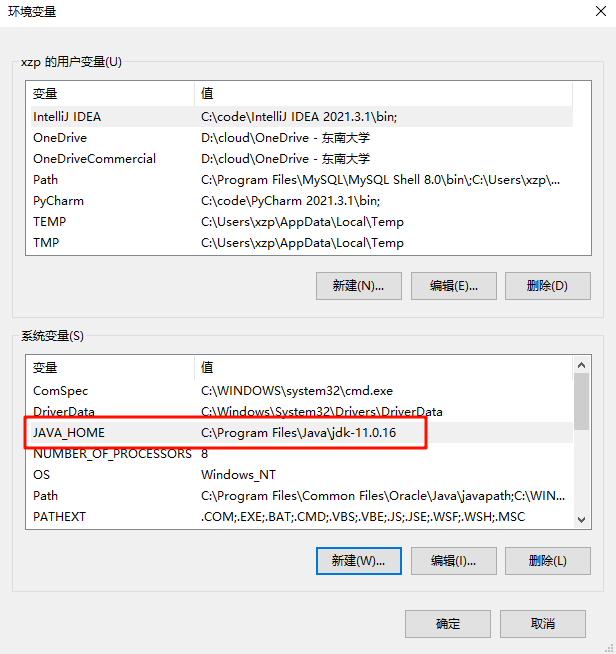 环境变量
xzp 的用户变量(U)
变量 值
IntelliJ IDEA C:\code\IntelliJ IDEA 2021.3.1\bin;
OneDrive D:\cloud\OneDrive - 东南大学
OneDriveCommercial D:\cloud\OneDrive - 东南大学
Path C:\Program Files\MySQL\MySQL Shell 8.0\bin\;C:\Users\xzp\...
PyCharm C:\code\PyCharm 2021.3.1\bin;
TEMP C:\Users\xzp\AppData\Local\Temp
TMP C:\Users\xzp\AppData\Local\Temp
新建(N)... 编辑(E)... 删除(D)
系统变量(S)
变量 值
ComSpec C:\WINDOWS\system32\cmd.exe
DriverData C:\Windows\System32\Drivers\DriverData
JAVA_HOME C:\Program Files\Java\jdk-11.0.16
NUMBER_OF_PROCESSORS 8
OS Windows_NT
Path C:\Program Files\Common Files\Oracle\Java\javapath;C:\WIN...
PATHEXT .COM;.EXE;.BAT;.CMD;.VBS;.VBE;.JS;.JSE;.WSF;.WSH;.MSC
新建(W)... 编辑(I)... 删除(L)
确定 取消